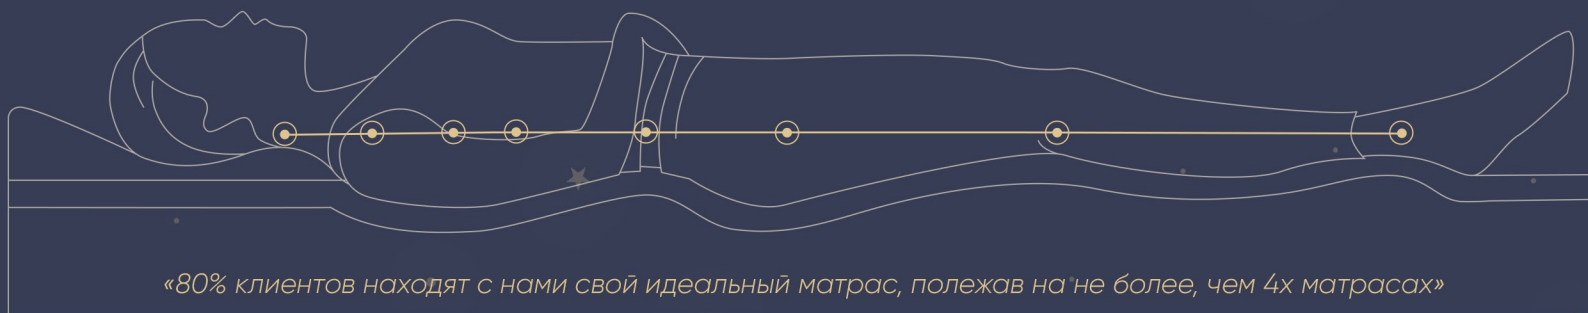 «80% клиентов находят с нами свой идеальный матрас, полежав на не более, чем 4х матрасах»